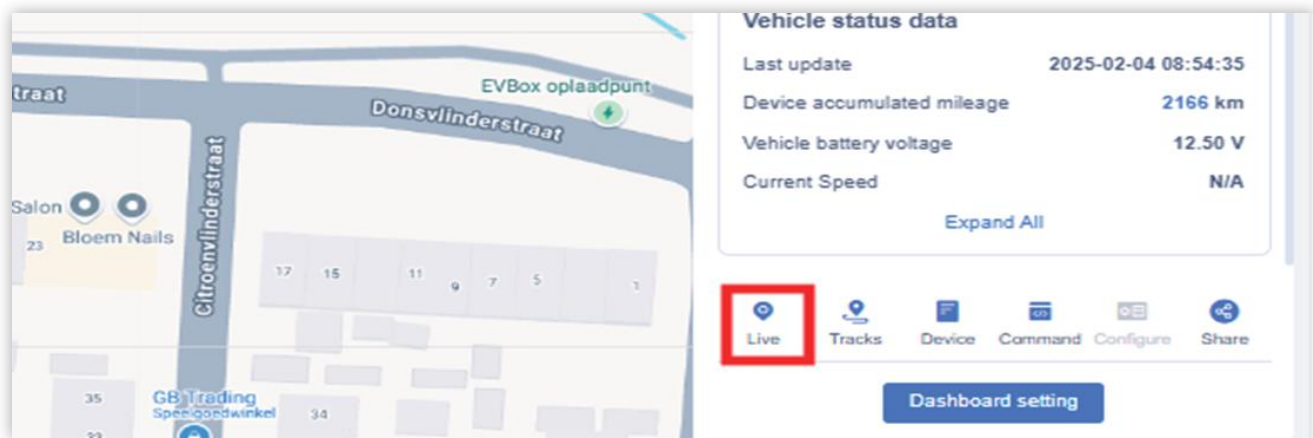 traat
EVBox oplaadpunt
Donsvlinderstraat
Citroenvlinderstraat
Salon
Bloem Nails
23
17
15
11
9
7
5
1
35
GB Trading
Speelgoedwinkel
34
33
Vehicle status data
Last update 2025-02-04 08:54:35
Device accumulated mileage 2166 km
Vehicle battery voltage 12.50 V
Current Speed N/A
Expand All
Live Tracks Device Command Configure Share
Dashboard setting